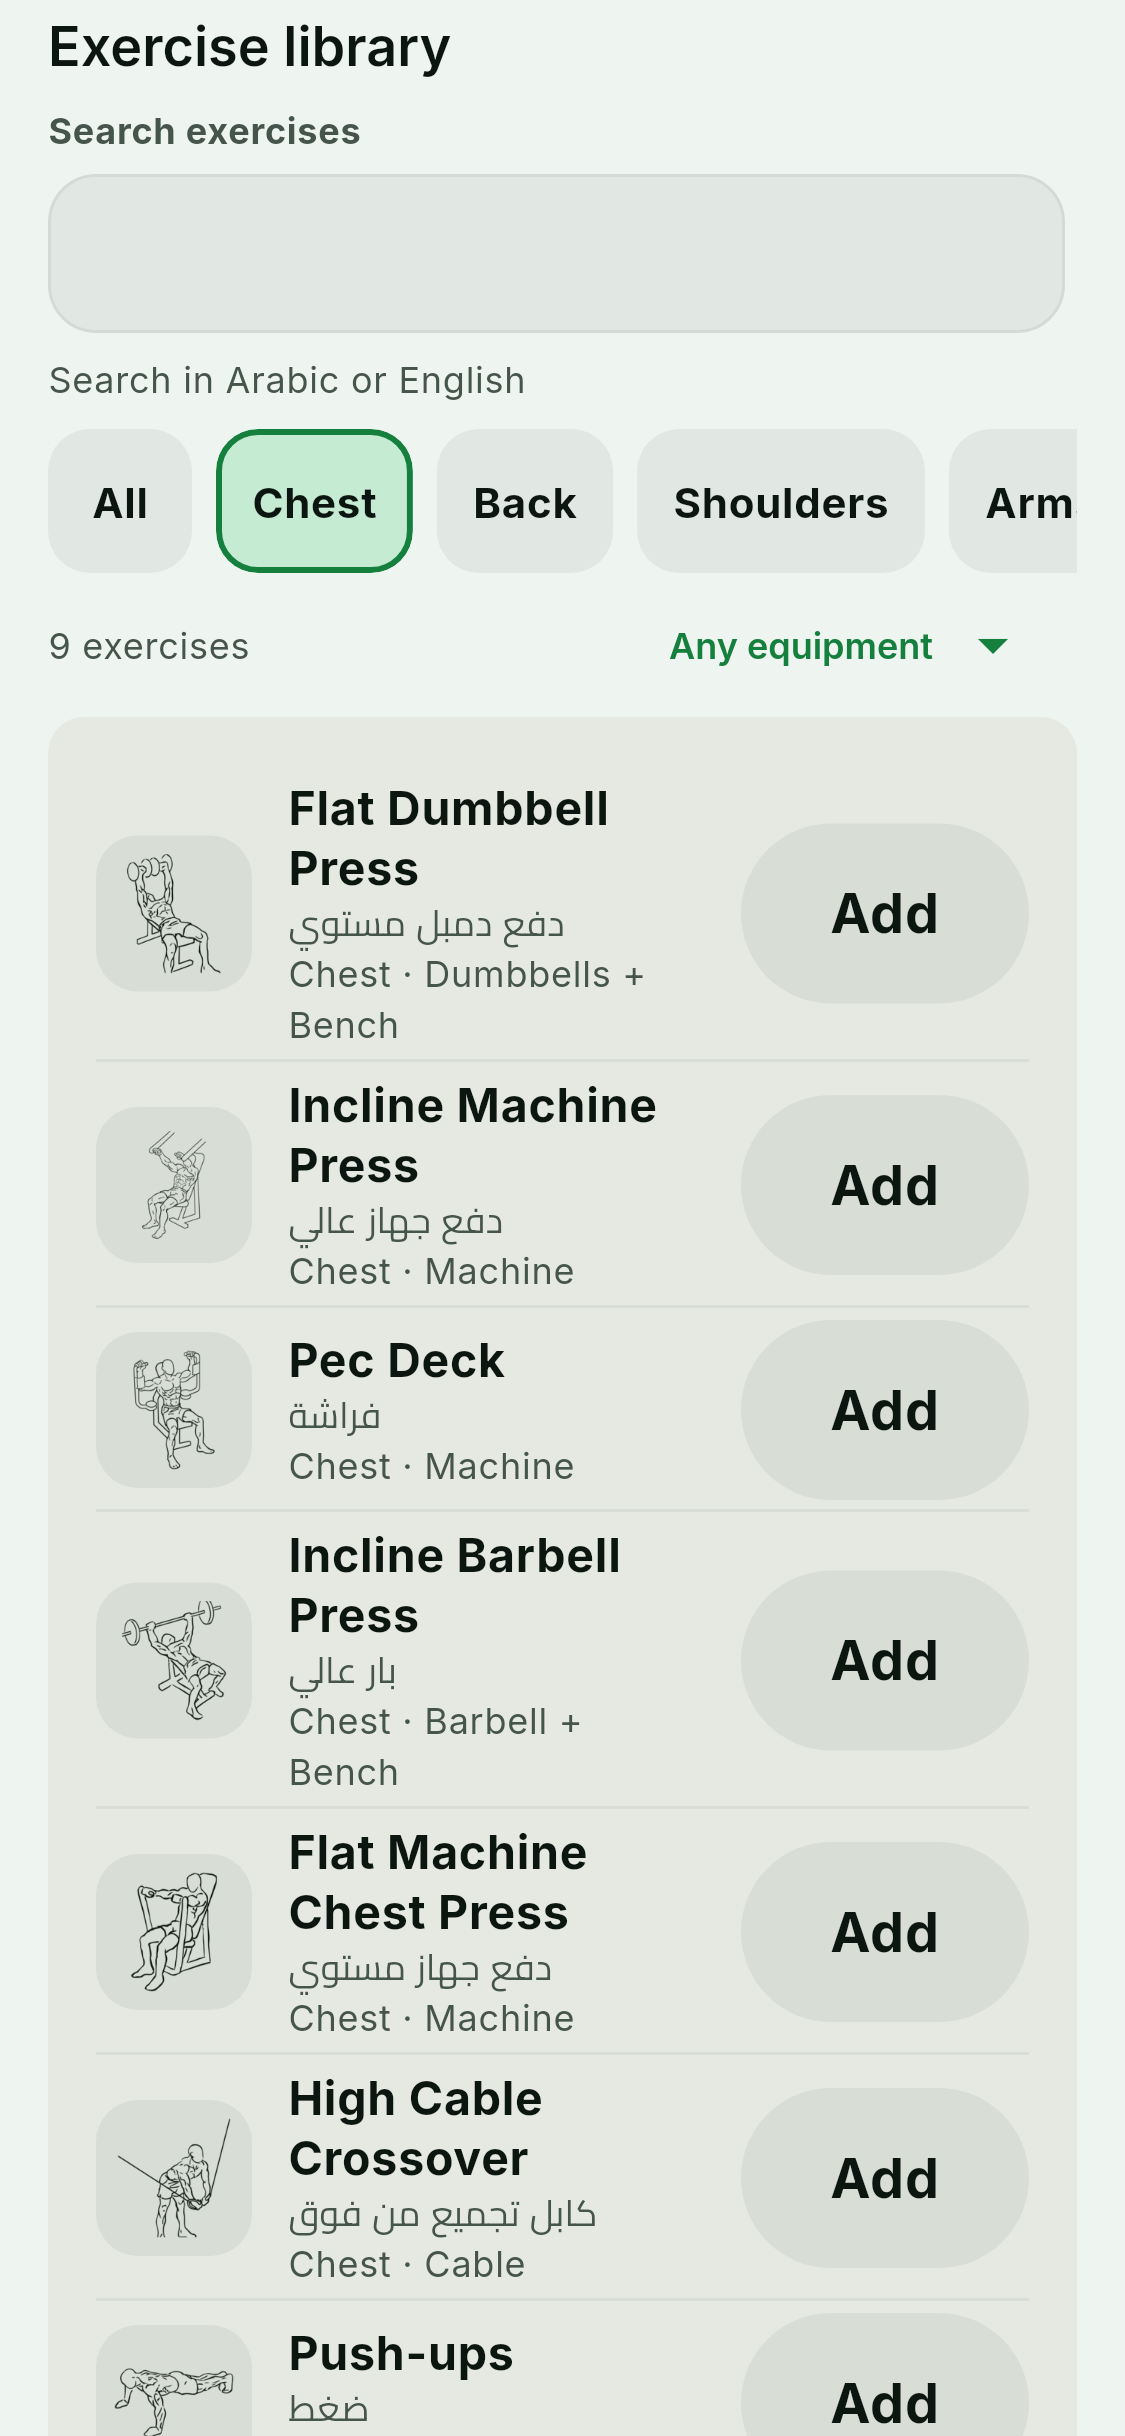 Exercise library
Search exercises
Search in Arabic or English
All
Chest
Back
Shoulders
9 exercises
Any equipment
Flat Dumbbell
Press
دفع دمبل مستوي
Chest · Dumbbells +
Bench
Add
Incline Machine
Press
دفع جهاز عالي
Chest · Machine
Add
Pec Deck
فراشة
Chest · Machine
Add
Incline Barbell
Press
بار عالي
Chest · Barbell +
Bench
Add
Flat Machine
Chest Press
دفع جهاز مستوي
Chest · Machine
Add
High Cable
Crossover
كابل تجميع من فوق
Chest · Cable
Add
Push-ups
ضغط
Add